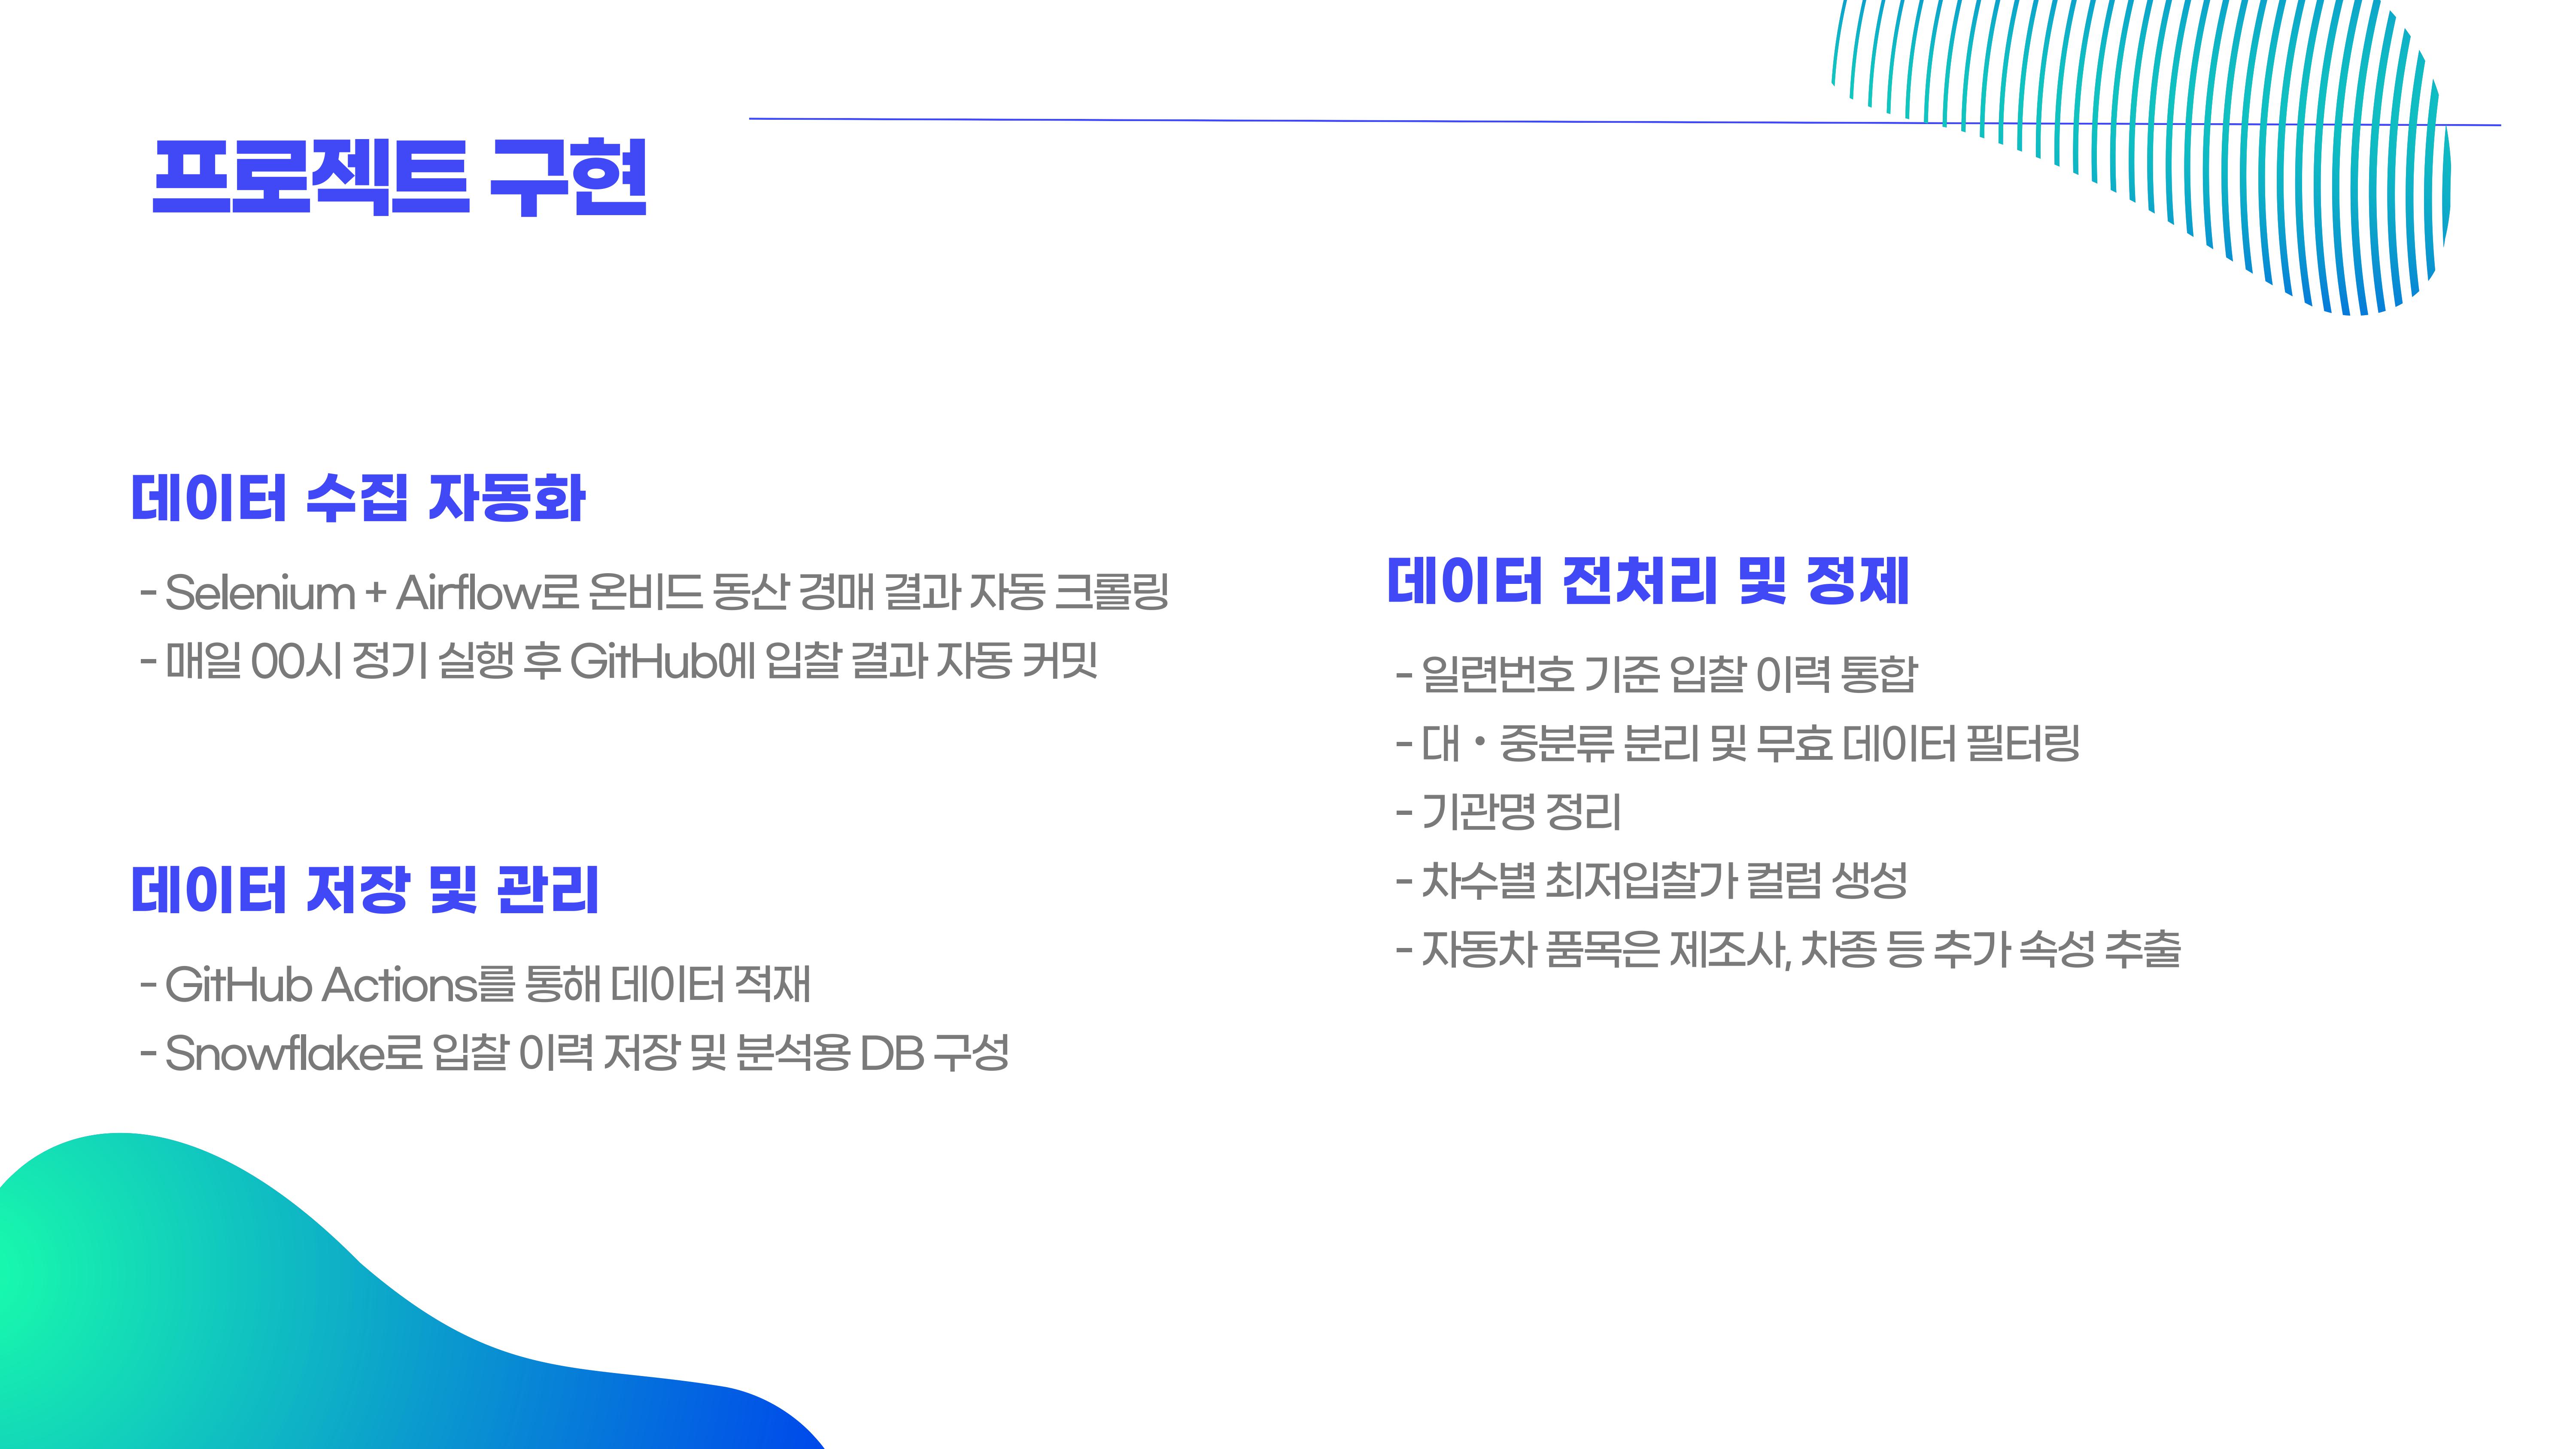 프로젝트 구현
데이터 수집 자동화
- Selenium + Airflow로 온비드 동산 경매 결과 자동 크롤링
- 매일 00시 정기 실행 후 GitHub에 입찰 결과 자동 커밋
데이터 저장 및 관리
- GitHub Actions를 통해 데이터 적재
- Snowflake로 입찰 이력 저장 및 분석용 DB 구성
데이터 전처리 및 정제
- 일련번호 기준 입찰 이력 통합
- 대・중분류 분리 및 무효 데이터 필터링
- 기관명 정리
- 차수별 최저입찰가 컬럼 생성
- 자동차 품목은 제조사, 차종 등 추가 속성 추출